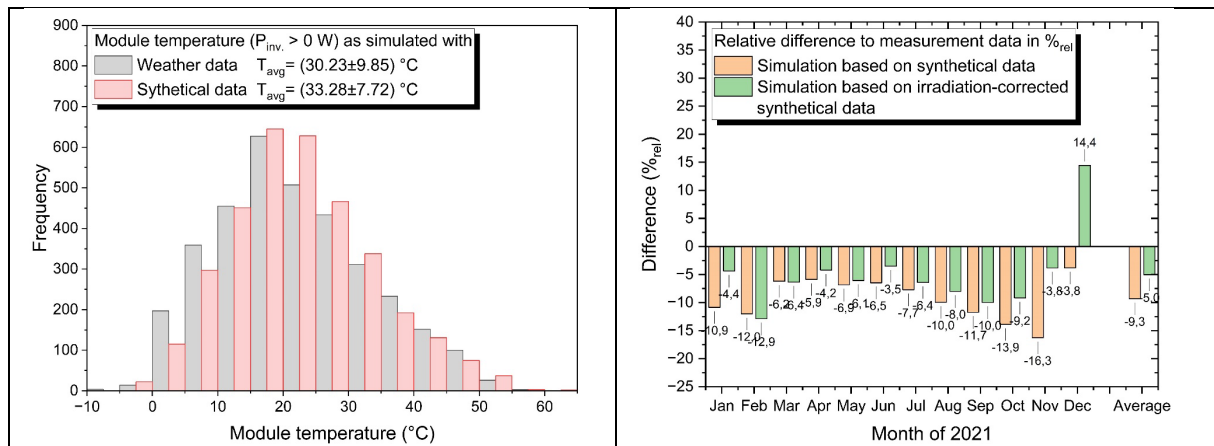 Module temperature (P_inv. > 0 W) as simulated with
Weather data T_avg= (30.23±9.85) °C
Sythetical data T_avg= (33.28±7.72) °C
Frequency
900
800
700
600
500
400
300
200
100
0
−10 0 10 20 30 40 50 60
Module temperature (°C)
Relative difference to measurement data in %_rel
Simulation based on synthetical data
Simulation based on irradiation-corrected
synthetical data
Difference (%_rel)
40
35
30
25
20
15
10
5
0
−5
−10
−15
−20
−25
14,4
-10,9 -4,4
-12,0 -12,9
-6,2 -6,4
-5,9 -4,2
-6,9 -6,1
-6,5 -3,5
-7,7 -6,4
-10,0 -8,0
-11,7 -10,0
-13,9 -9,2
-16,3 -3,8
-3,8
-9,3 -5,0
Jan Feb Mar Apr May Jun Jul Aug Sep Oct Nov Dec Average
Month of 2021